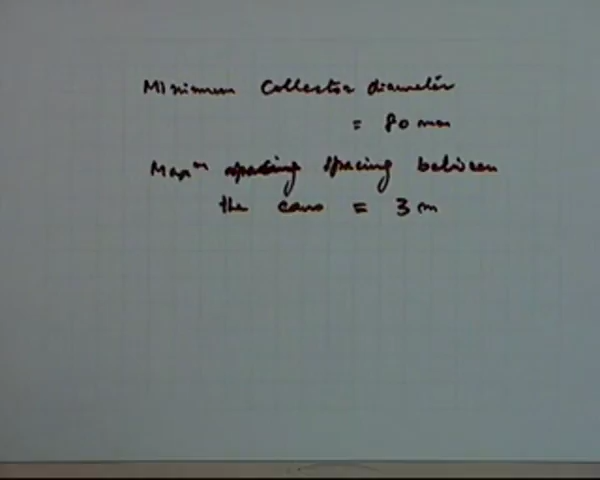 Minimum Collector diameter
= 80 mm
Max^m spacing between
the cans = 3 m